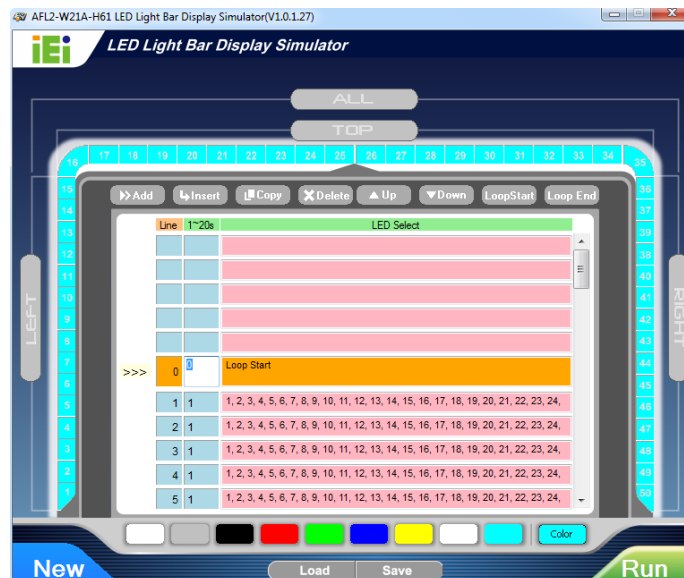 AFL2-W21A-H61 LED Light Bar Display Simulator(V1.0.1.27)
iEi LED Light Bar Display Simulator
ALL
TOP
16 17 18 19 20 21 22 23 24 25 26 27 28 29 30 31 32 33 34 35
15 Add Insert Copy Delete Up Down LoopStart Loop End 36
14 37
13 Line 1~20s LED Select 38
12 39
11 40
LEFT 10 41 RIGHT
9 42
8 43
7 >>> 0 0 Loop Start 44
6 45
5 1 1 1, 2, 3, 4, 5, 6, 7, 8, 9, 10, 11, 12, 13, 14, 15, 16, 17, 18, 19, 20, 21, 22, 23, 24, 46
4 2 1 1, 2, 3, 4, 5, 6, 7, 8, 9, 10, 11, 12, 13, 14, 15, 16, 17, 18, 19, 20, 21, 22, 23, 24, 47
3 3 1 1, 2, 3, 4, 5, 6, 7, 8, 9, 10, 11, 12, 13, 14, 15, 16, 17, 18, 19, 20, 21, 22, 23, 24, 48
2 4 1 1, 2, 3, 4, 5, 6, 7, 8, 9, 10, 11, 12, 13, 14, 15, 16, 17, 18, 19, 20, 21, 22, 23, 24, 49
1 5 1 1, 2, 3, 4, 5, 6, 7, 8, 9, 10, 11, 12, 13, 14, 15, 16, 17, 18, 19, 20, 21, 22, 23, 24, 50
Color
New Load Save Run